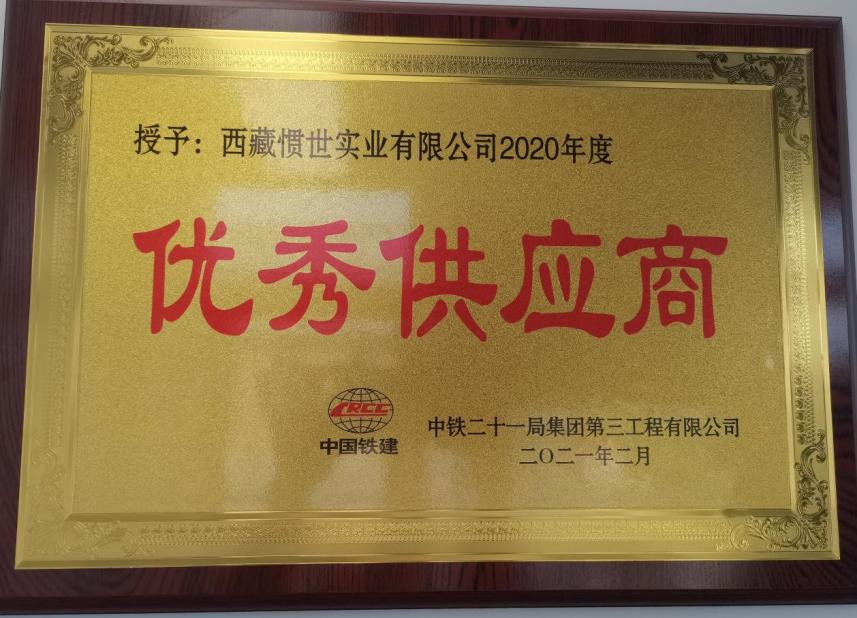 授予：西藏惯世实业有限公司2020年度
优秀供应商
CRCC
中国铁建
中铁二十一局集团第三工程有限公司
二〇二一年二月